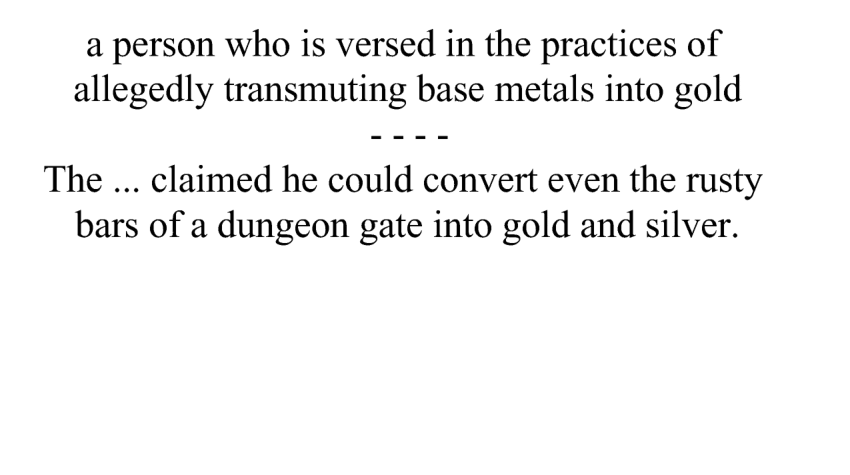 a person who is versed in the practices of
allegedly transmuting base metals into gold
- - - -
The ... claimed he could convert even the rusty
bars of a dungeon gate into gold and silver.